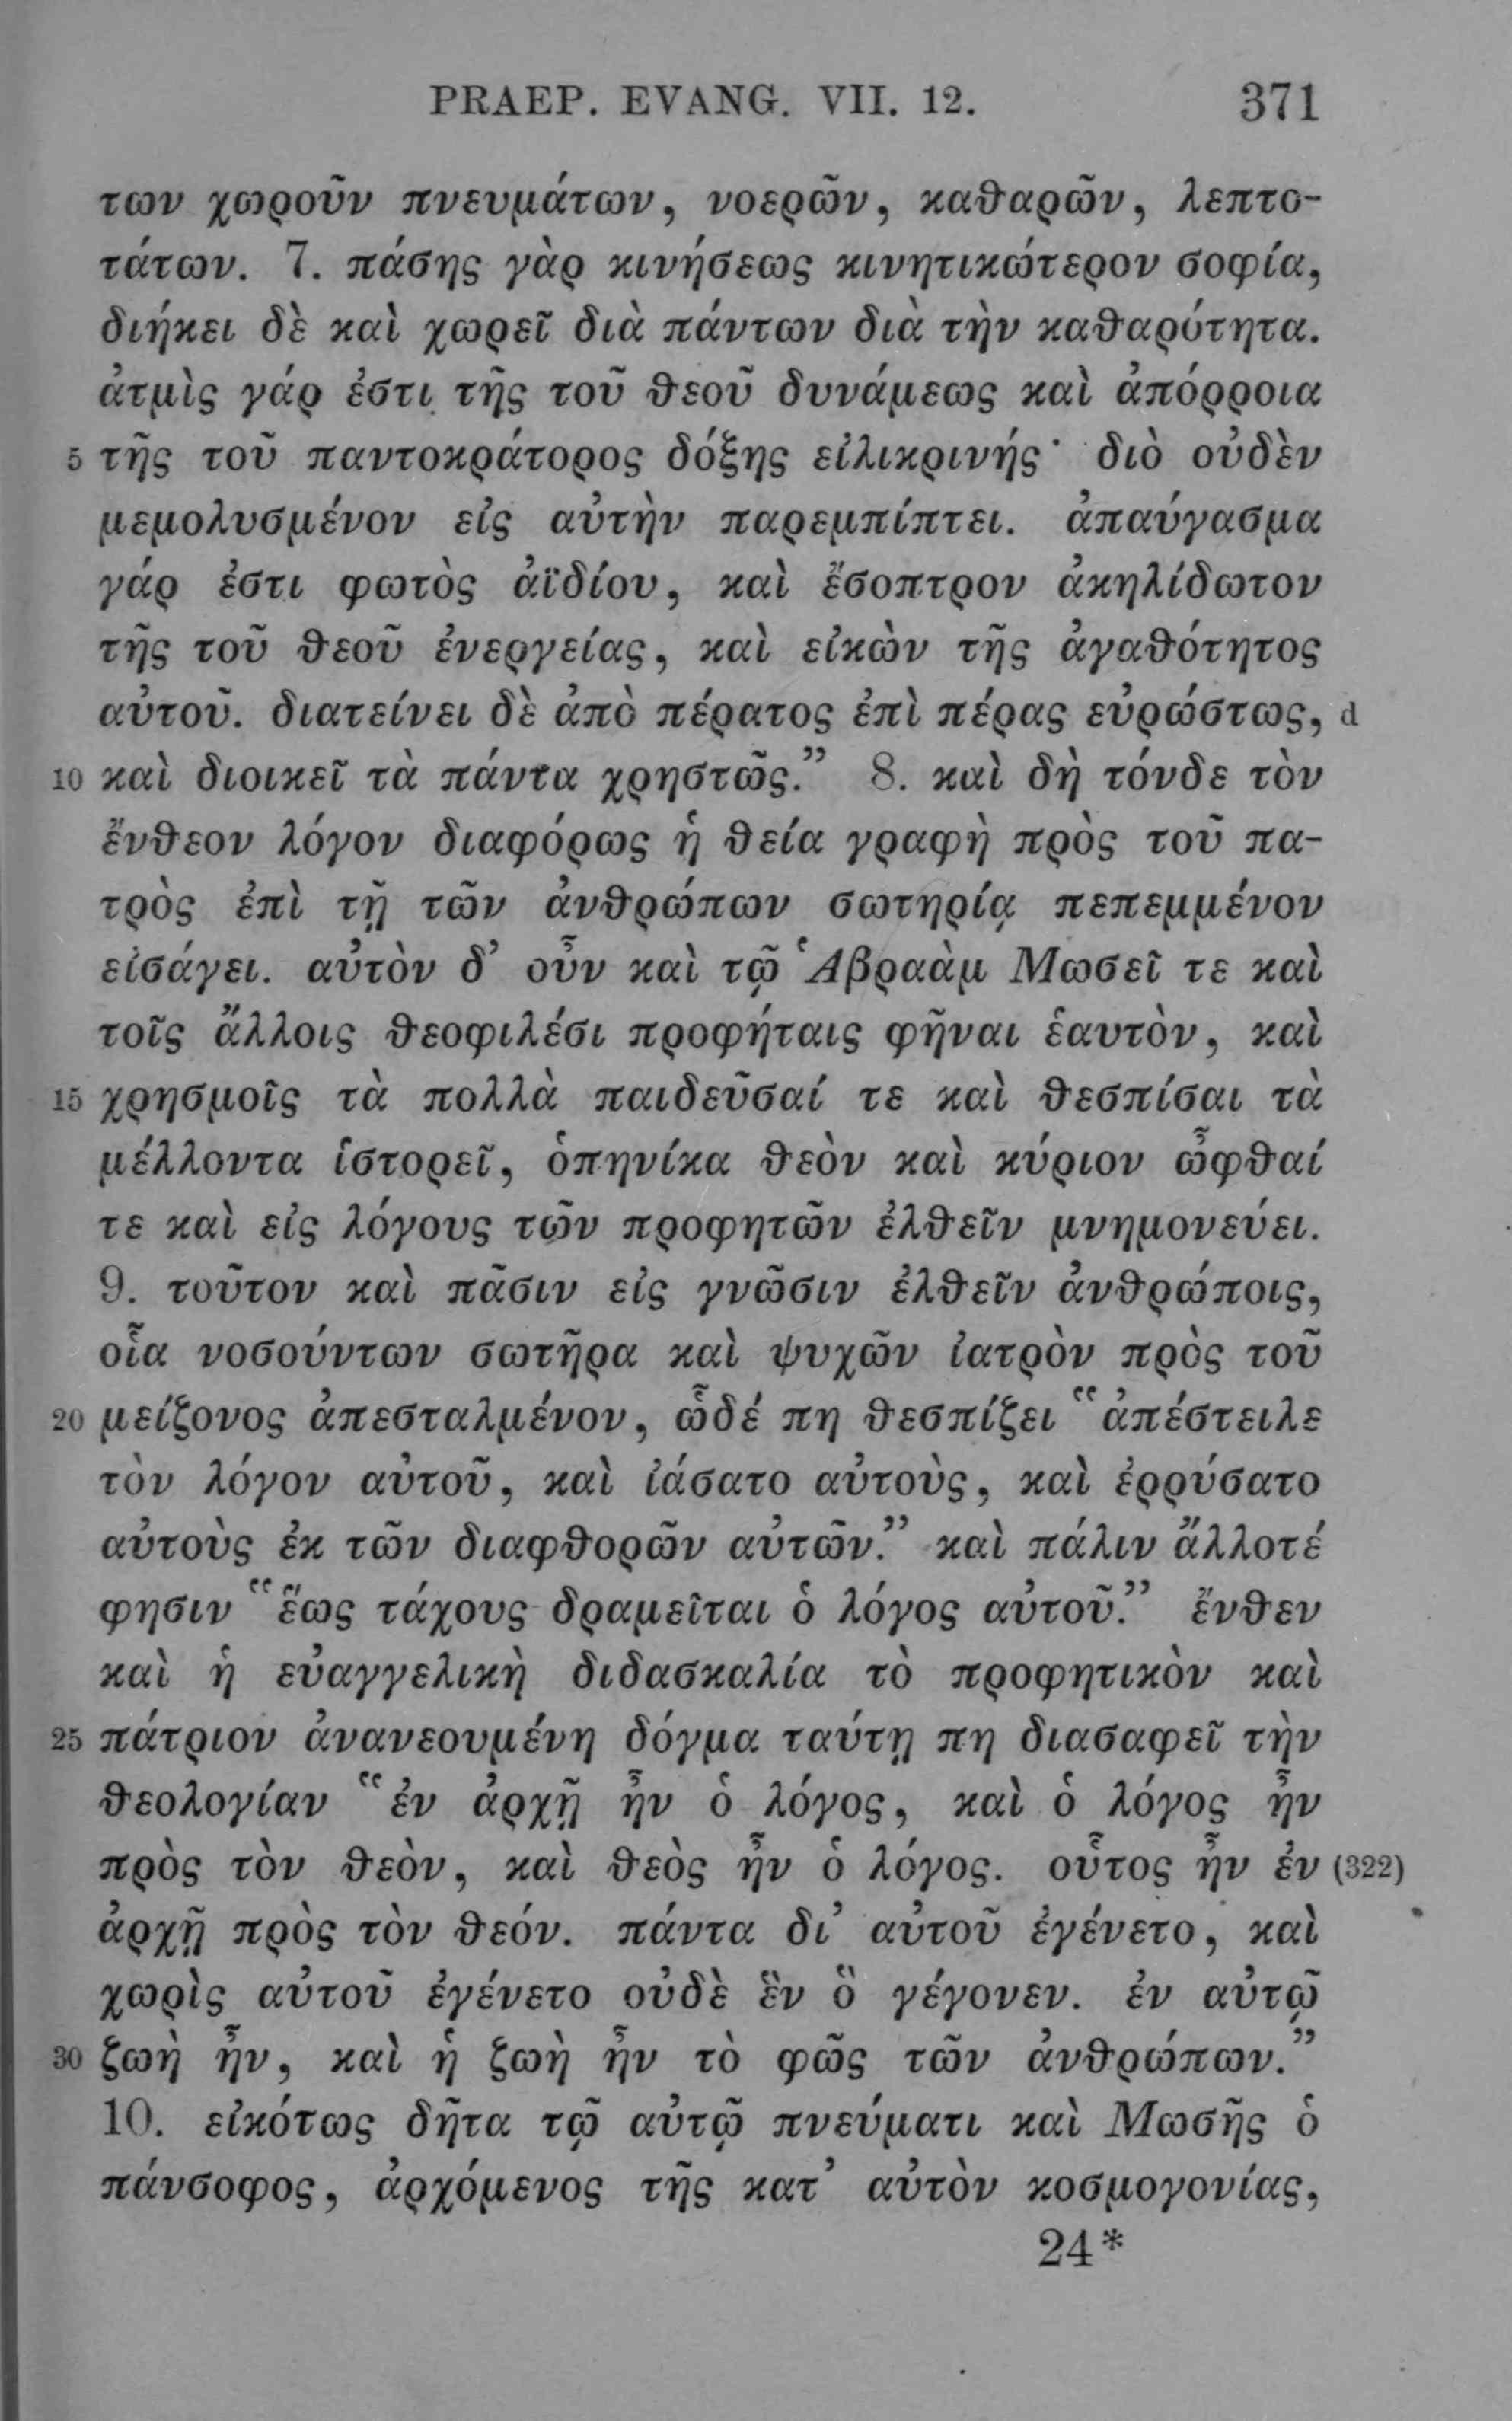 PRAEP. EVANG. VII. 12. 371
των χωροῦν πνευμάτων, νοερῶν, καθαρῶν, λεπτο-
τάτων. 7. πάσης γὰρ κινήσεως κινητικώτερον σοφία,
διήκει δὲ καὶ χωρεῖ διὰ πάντων διὰ τὴν καθαρότητα.
ἀτμὶς γάρ ἐστι τῆς τοῦ θεοῦ δυνάμεως καὶ ἀπόρροια
5 τῆς τοῦ παντοκράτορος δόξης εἰλικρινής· διὸ οὐδὲν
μεμολυσμένον εἰς αὐτὴν παρεμπίπτει. ἀπαύγασμα
γάρ ἐστι φωτὸς ἀϊδίου, καὶ ἔσοπτρον ἀκηλίδωτον
τῆς τοῦ θεοῦ ἐνεργείας, καὶ εἰκὼν τῆς ἀγαθότητος
αὐτοῦ. διατείνει δὲ ἀπὸ πέρατος ἐπὶ πέρας εὐρώστως, d
10 καὶ διοικεῖ τὰ πάντα χρηστῶς.” 8. καὶ δὴ τόνδε τὸν
ἔνθεον λόγον διαφόρως ἡ θεία γραφὴ πρὸς τοῦ πα-
τρὸς ἐπὶ τῇ τῶν ἀνθρώπων σωτηρίᾳ πεπεμμένον
εἰσάγει. αὐτὸν δ’ οὖν καὶ τῷ Ἁβραὰμ Μωσεῖ τε καὶ
τοῖς ἄλλοις θεοφιλέσι προφήταις φῆναι ἑαυτὸν, καὶ
15 χρησμοῖς τὰ πολλὰ παιδεῦσαί τε καὶ θεσπίσαι τὰ
μέλλοντα ἱστορεῖ, ὁπηνίκα θεὸν καὶ κύριον ὦφθαί
τε καὶ εἰς λόγους τῶν προφητῶν ἐλθεῖν μνημονεύει.
9. τοῦτον καὶ πᾶσιν εἰς γνῶσιν ἐλθεῖν ἀνθρώποις,
οἷα νοσούντων σωτῆρα καὶ ψυχῶν ἰατρὸν πρὸς τοῦ
20 μείζονος ἀπεσταλμένον, ὧδέ πη θεσπίζει “ἀπέστειλε
τὸν λόγον αὐτοῦ, καὶ ἰάσατο αὐτοὺς, καὶ ἐρρύσατο
αὐτοὺς ἐκ τῶν διαφθορῶν αὐτῶν.” καὶ πάλιν ἄλλοτέ
φησιν “ἕως τάχους δραμεῖται ὁ λόγος αὐτοῦ.” ἔνθεν
καὶ ἡ εὐαγγελικὴ διδασκαλία τὸ προφητικὸν καὶ
25 πάτριον ἀνανεουμένη δόγμα ταύτῃ πη διασαφεῖ τὴν
θεολογίαν “ἐν ἀρχῇ ἦν ὁ λόγος, καὶ ὁ λόγος ἦν
πρὸς τὸν θεὸν, καὶ θεὸς ἦν ὁ λόγος. οὗτος ἦν ἐν (322)
ἀρχῇ πρὸς τὸν θεόν. πάντα δι’ αὐτοῦ ἐγένετο, καὶ
χωρὶς αὐτοῦ ἐγένετο οὐδὲ ἓν ὃ γέγονεν. ἐν αὐτῷ
30 ζωὴ ἦν, καὶ ἡ ζωὴ ἦν τὸ φῶς τῶν ἀνθρώπων.”
10. εἰκότως δῆτα τῷ αὐτῷ πνεύματι καὶ Μωσῆς ὁ
πάνσοφος, ἀρχόμενος τῆς κατ’ αὐτὸν κοσμογονίας,
24*